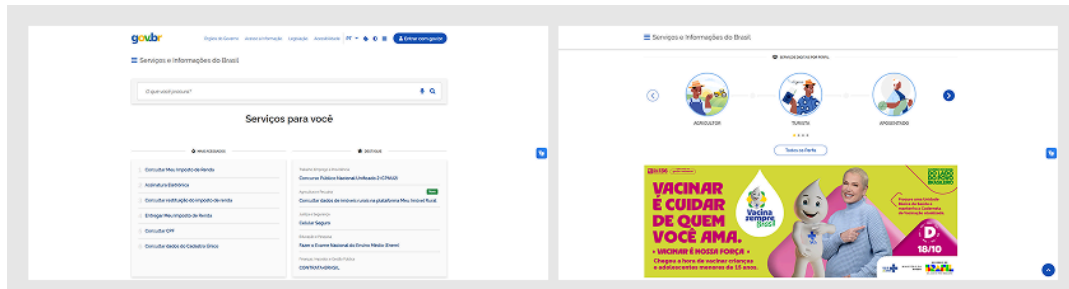 gov.br
Órgãos do Governo Acesso à Informação Legislação Acessibilidade PT Entrar com gov.br
Serviços e Informações do Brasil
O que você procura?
Serviços para você
MAIS ACESSADOS
Consultar Meu Imposto de Renda
Assinatura Eletrônica
Consultar restituição do imposto de renda
Entregar Meu Imposto de Renda
Consultar CPF
Consultar dados do Cadastro Único
DESTAQUE
Trabalho, Emprego e Previdência
Concurso Público Nacional Unificado 2 (CPNU2)
Agricultura e Pecuária
Consultar dados de imóveis rurais na plataforma Meu Imóvel Rural
Justiça e Segurança
Celular Seguro
Educação e Pesquisa
Fazer o Exame Nacional do Ensino Médio (Enem)
Finanças, Impostos e Gestão Pública
CONTRATA+BRASIL
Serviços e Informações do Brasil
SERVIÇOS DIGITAIS POR PERFIL
AGRICULTOR
TURISTA
APOSENTADO
Todos os Perfis
VACINAR
É CUIDAR
DE QUEM
VOCÊ AMA.
• VACINAR É NOSSA FORÇA •
Chegou a hora de vacinar crianças
e adolescentes menores de 15 anos.
Vacina
sempre
Brasil
D
18/10
SUS
BRASIL